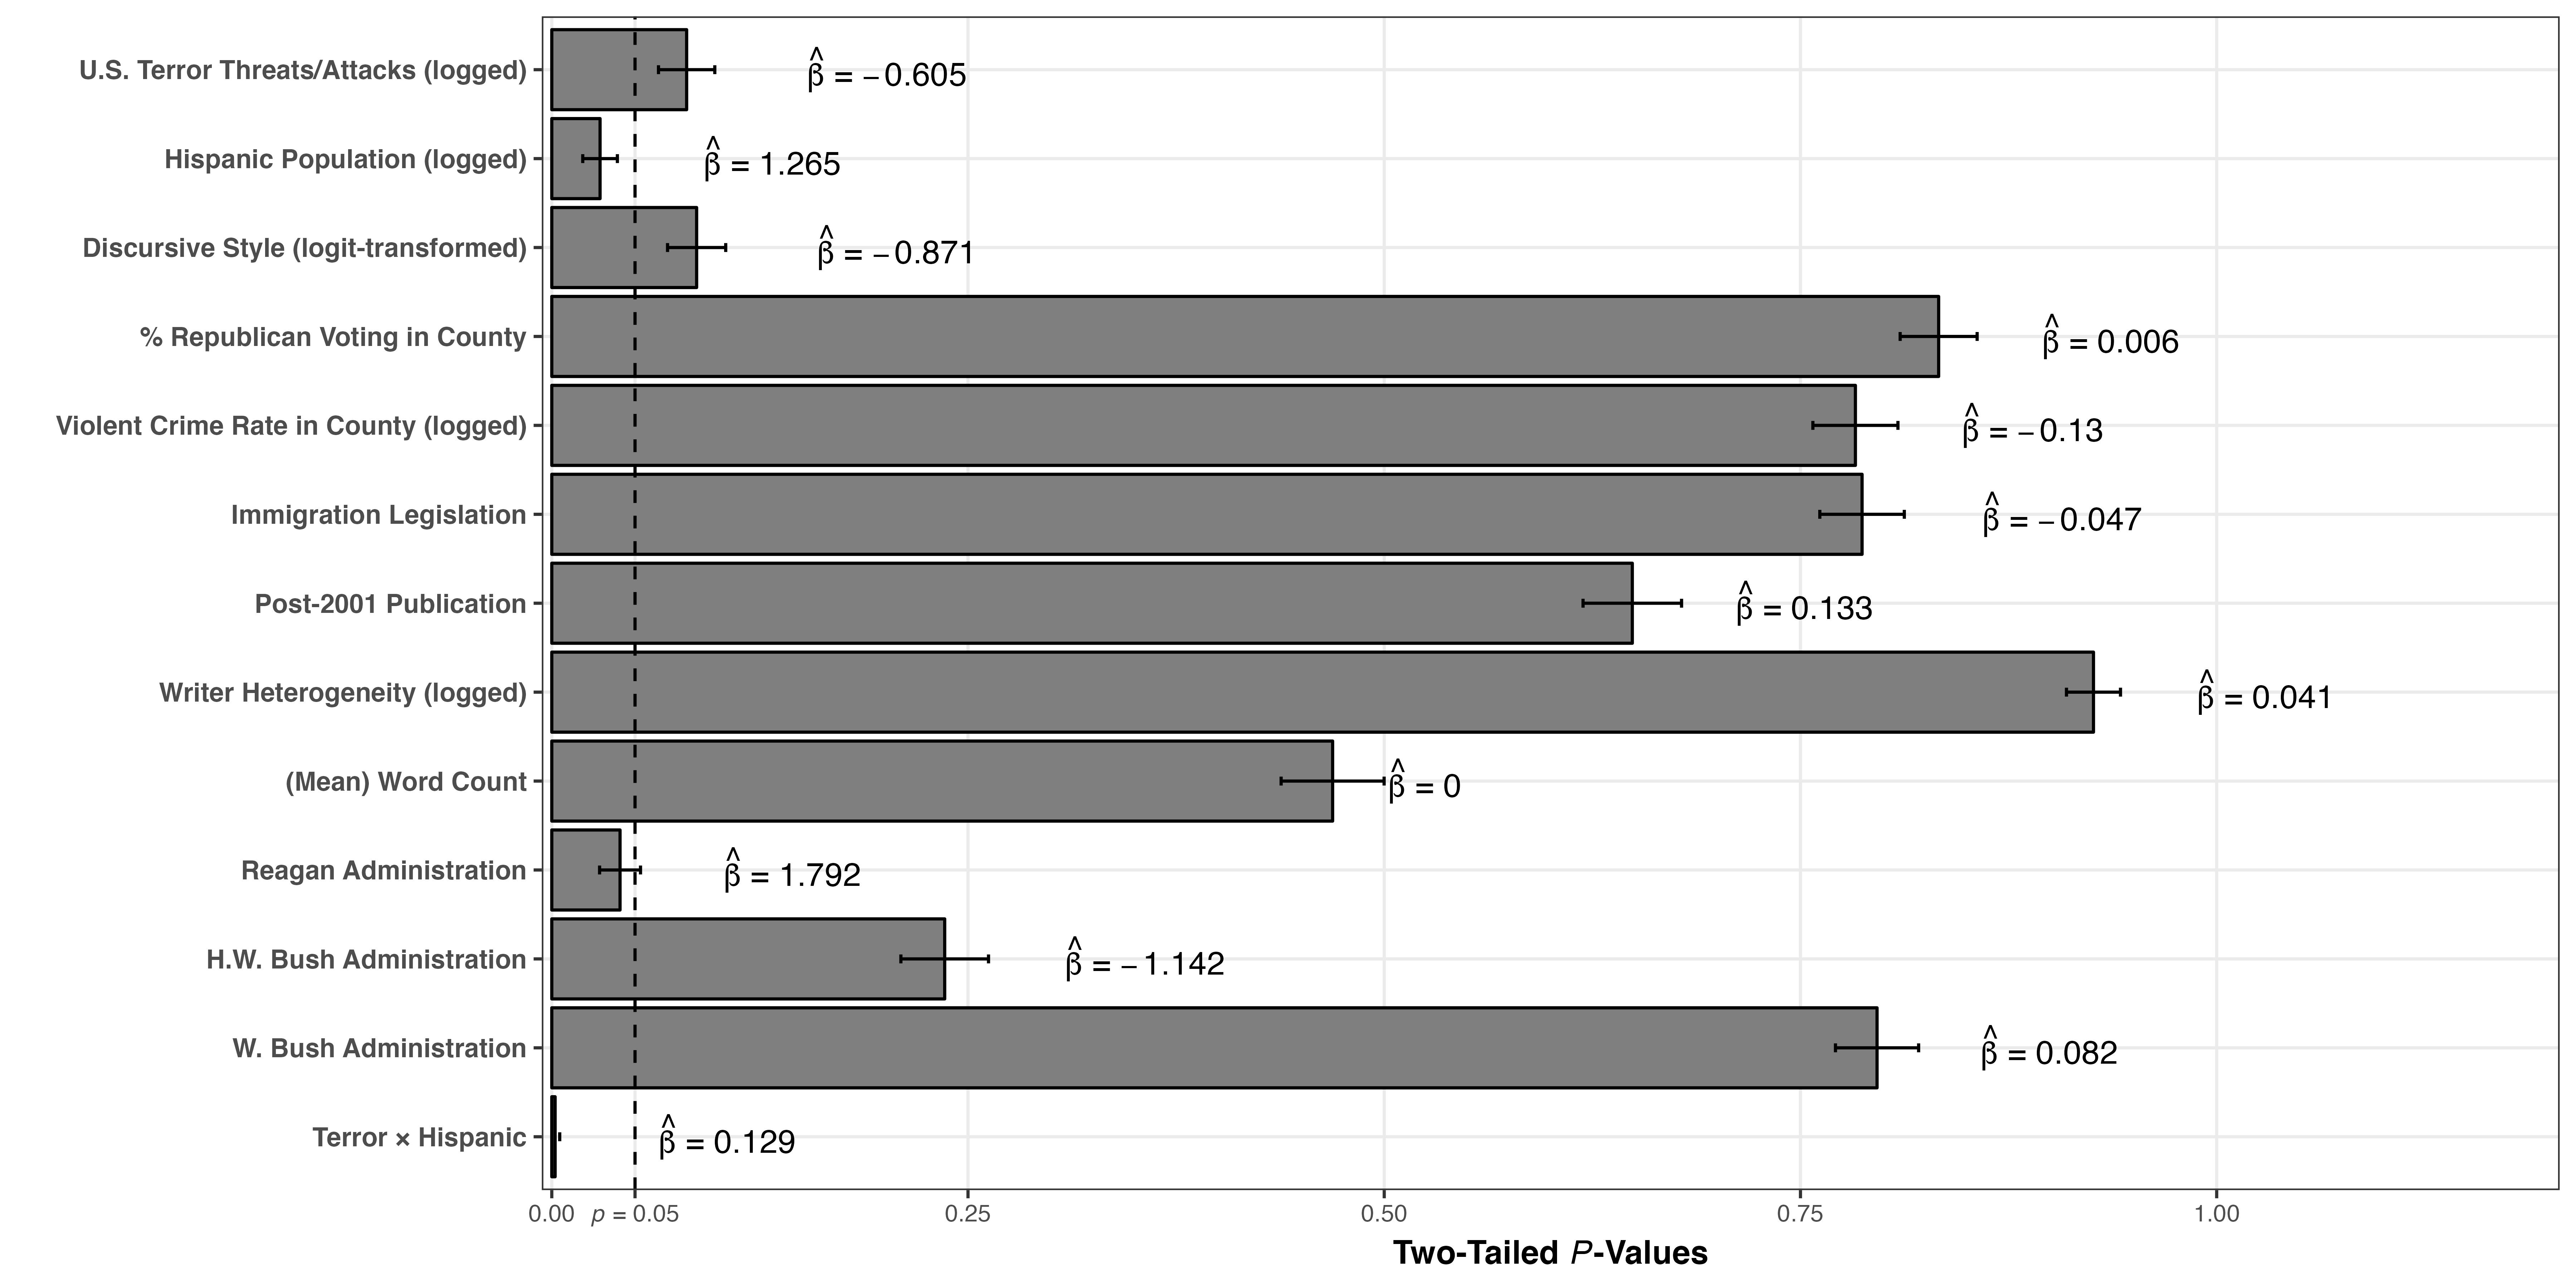 U.S. Terror Threats/Attacks (logged) β̂ = −0.605
Hispanic Population (logged) β̂ = 1.265
Discursive Style (logit-transformed) β̂ = −0.871
% Republican Voting in County β̂ = 0.006
Violent Crime Rate in County (logged) β̂ = −0.13
Immigration Legislation β̂ = −0.047
Post-2001 Publication β̂ = 0.133
Writer Heterogeneity (logged) β̂ = 0.041
(Mean) Word Count β̂ = 0
Reagan Administration β̂ = 1.792
H.W. Bush Administration β̂ = −1.142
W. Bush Administration β̂ = 0.082
Terror × Hispanic β̂ = 0.129
0.00 p = 0.05 0.25 0.50 0.75 1.00
Two-Tailed P-Values